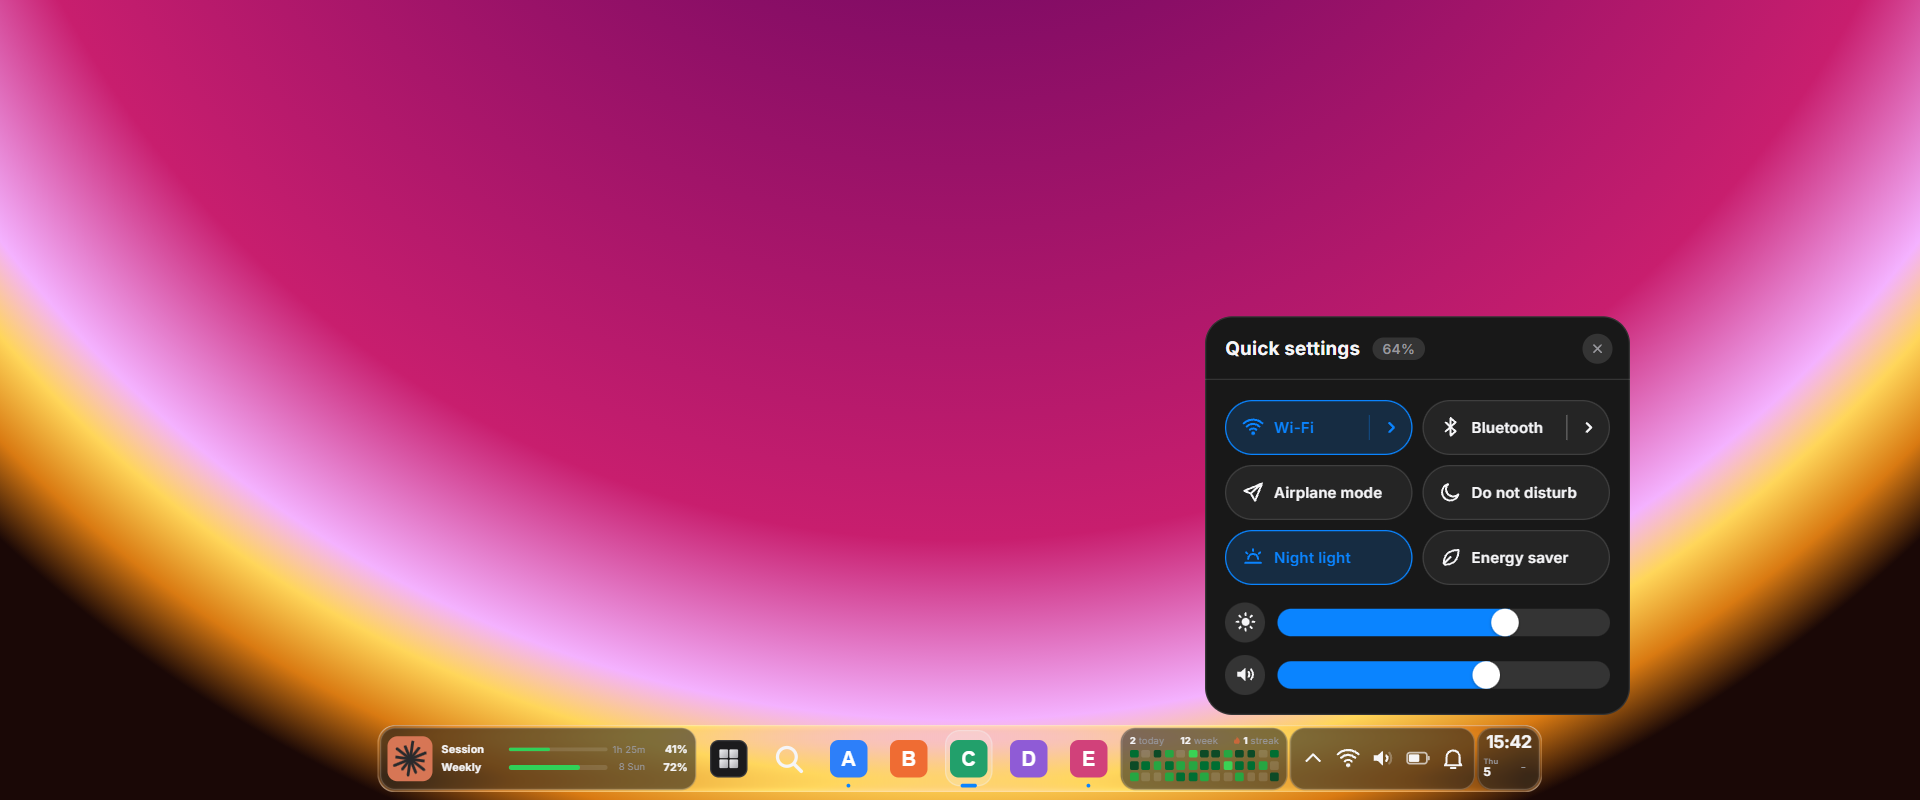 Quick settings 64%
Wi-Fi
Bluetooth
Airplane mode
Do not disturb
Night light
Energy saver
Session 1h 25m 41%
Weekly 8 Sun 72%
A
B
C
D
E
2 today 12 week 1 streak
15:42
Thu
5